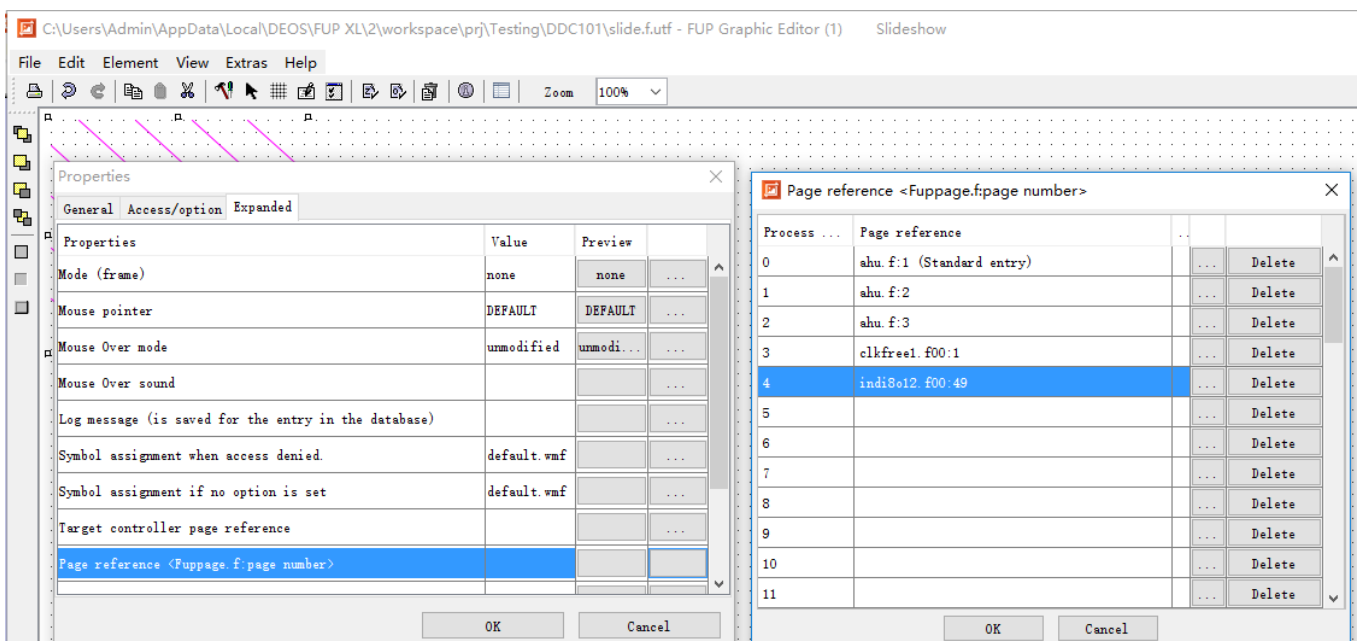 C:\Users\Admin\AppData\Local\DEOS\FUP XL\2\workspace\prj\Testing\DDC101\slide.f.utf - FUP Graphic Editor (1) Slideshow
File Edit Element View Extras Help
Zoom 100%
Properties
General Access/option Expanded
Properties Value Preview
Mode (frame) none none ...
Mouse pointer DEFAULT DEFAULT ...
Mouse Over mode unmodified unmodi... ...
Mouse Over sound ...
Log message (is saved for the entry in the database) ...
Symbol assignment when access denied. default.wmf ...
Symbol assignment if no option is set default.wmf ...
Target controller page reference ...
Page reference <Fuppage.f:page number>
OK Cancel
Page reference <Fuppage.f:page number>
Process ... Page reference ..
0 ahu.f:1 (Standard entry) ... Delete
1 ahu.f:2 ... Delete
2 ahu.f:3 ... Delete
3 clkfree1.f00:1 ... Delete
4 indi8o12.f00:49 ... Delete
5 ... Delete
6 ... Delete
7 ... Delete
8 ... Delete
9 ... Delete
10 ... Delete
11 ... Delete
OK Cancel